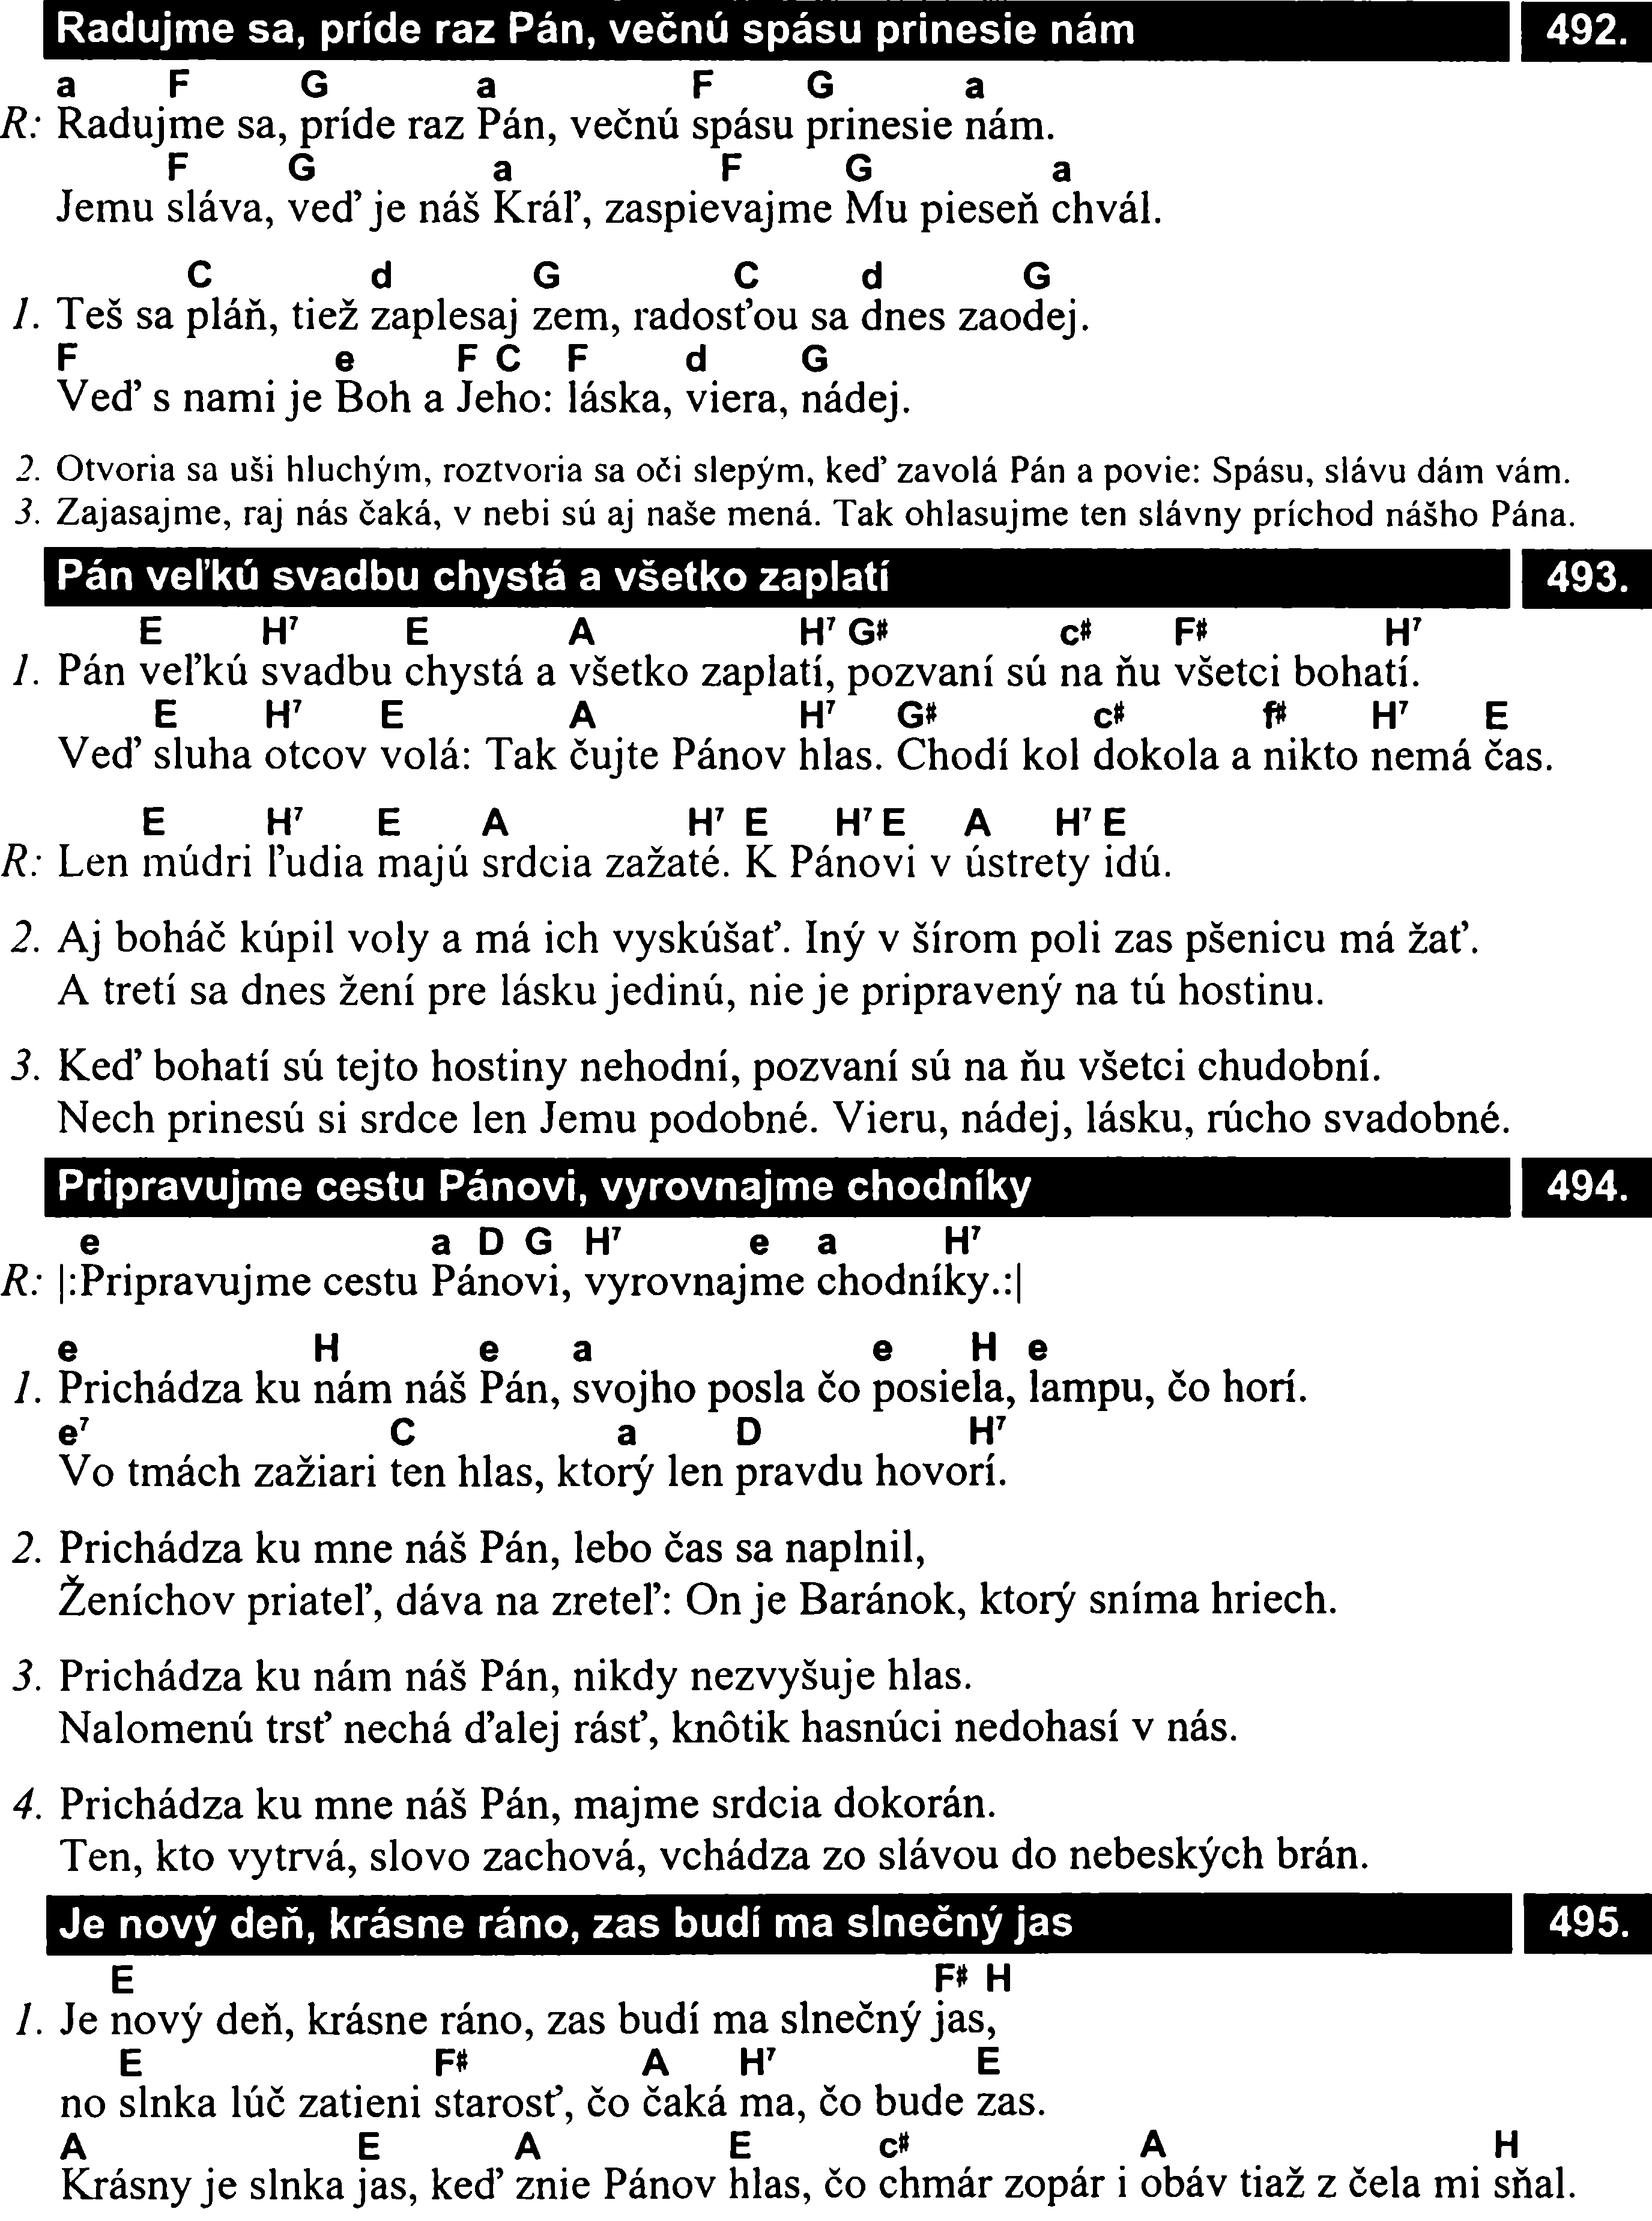 Radujme sa, príde raz Pán, večnú spásu prinesie nám 492.
a F G a F G a
R: Radujme sa, príde raz Pán, večnú spásu prinesie nám.
F G a F G a
Jemu sláva, veď je náš Kráľ, zaspievajme Mu pieseň chvál.
C d G C d G
1. Teš sa pláň, tiež zaplesaj zem, radosťou sa dnes zaodej.
F e F C F d G
Veď s nami je Boh a Jeho: láska, viera, nádej.
2. Otvoria sa uši hluchým, roztvoria sa oči slepým, keď zavolá Pán a povie: Spásu, slávu dám vám.
3. Zajasajme, raj nás čaká, v nebi sú aj naše mená. Tak ohlasujme ten slávny príchod nášho Pána.
Pán veľkú svadbu chystá a všetko zaplatí 493.
E H⁷ E A H⁷ G# c# F# H⁷
1. Pán veľkú svadbu chystá a všetko zaplatí, pozvaní sú na ňu všetci bohatí.
E H⁷ E A H⁷ G# c# f# H⁷ E
Veď sluha otcov volá: Tak čujte Pánov hlas. Chodí kol dokola a nikto nemá čas.
E H⁷ E A H⁷ E H⁷ E A H⁷ E
R: Len múdri ľudia majú srdcia zažaté. K Pánovi v ústrety idú.
2. Aj boháč kúpil voly a má ich vyskúšať. Iný v šírom poli zas pšenicu má žať.
A tretí sa dnes žení pre lásku jedinú, nie je pripravený na tú hostinu.
3. Keď bohatí sú tejto hostiny nehodní, pozvaní sú na ňu všetci chudobní.
Nech prinesú si srdce len Jemu podobné. Vieru, nádej, lásku, rúcho svadobné.
Pripravujme cestu Pánovi, vyrovnajme chodníky 494.
e a D G H⁷ e a H⁷
R: |:Pripravujme cestu Pánovi, vyrovnajme chodníky.:|
e H e a e H e
1. Prichádza ku nám náš Pán, svojho posla čo posiela, lampu, čo horí.
e⁷ C a D H⁷
Vo tmách zažiari ten hlas, ktorý len pravdu hovorí.
2. Prichádza ku mne náš Pán, lebo čas sa naplnil,
Ženíchov priateľ, dáva na zreteľ: On je Baránok, ktorý sníma hriech.
3. Prichádza ku nám náš Pán, nikdy nezvyšuje hlas.
Nalomenú trsť nechá ďalej rásť, knôtik hasnúci nedohasí v nás.
4. Prichádza ku mne náš Pán, majme srdcia dokorán.
Ten, kto vytrvá, slovo zachová, vchádza zo slávou do nebeských brán.
Je nový deň, krásne ráno, zas budí ma slnečný jas 495.
E F# H
1. Je nový deň, krásne ráno, zas budí ma slnečný jas,
E F# A H⁷ E
no slnka lúč zatieni starosť, čo čaká ma, čo bude zas.
A E A E c# A H
Krásny je slnka jas, keď znie Pánov hlas, čo chmár zopár i obáv tiaž z čela mi sňal.